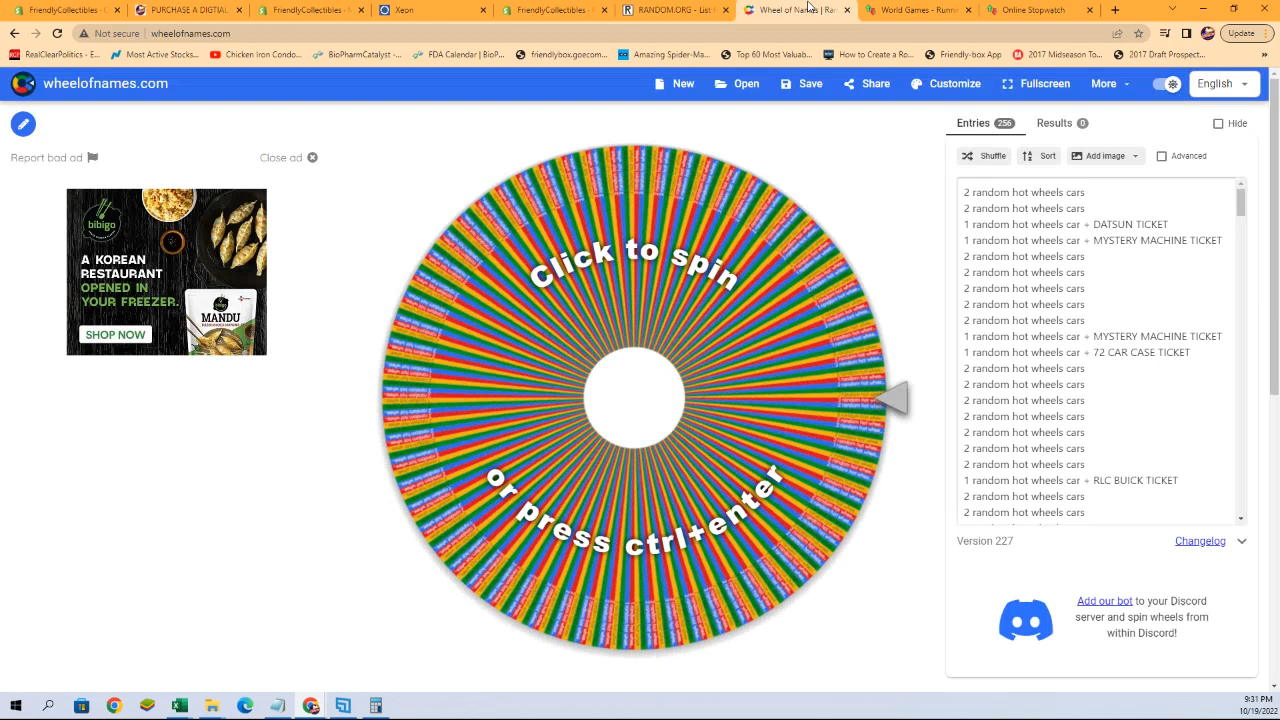 FriendlyCollectibles - C
PURCHASE A DIGTIAL
FriendlyCollectibles - M
Xeon
FriendlyCollectibles - R
RANDOM.ORG - List
Wheel of Names | Ra
World Games - Runn
Online Stopwatch
Not secure | wheelofnames.com
Update
RealClearPolitics - E...
Most Active Stocks...
Chicken Iron Condo...
BioPharmCatalyst -...
FDA Calendar | BioP...
friendlybox.goecom...
Amazing Spider-Ma...
Top 60 Most Valuab...
How to Create a Ro...
Friendly-box App
2017 Midseason To...
2017 Draft Prospect...
wheelofnames.com
New
Open
Save
Share
Customize
Fullscreen
More
English
Entries 256
Results 0
Hide
Report bad ad
Close ad
Shuffle
Sort
Add image
Advanced
bibigo
A KOREAN
RESTAURANT
OPENED IN
YOUR FREEZER.
SHOP NOW
MANDU
Click to spin
or press ctrl+enter
2 random hot wheels cars
2 random hot wheels cars
1 random hot wheels car + DATSUN TICKET
1 random hot wheels car + MYSTERY MACHINE TICKET
2 random hot wheels cars
2 random hot wheels cars
2 random hot wheels cars
2 random hot wheels cars
2 random hot wheels cars
1 random hot wheels car + MYSTERY MACHINE TICKET
1 random hot wheels car + 72 CAR CASE TICKET
2 random hot wheels cars
2 random hot wheels cars
2 random hot wheels cars
2 random hot wheels cars
2 random hot wheels cars
2 random hot wheels cars
2 random hot wheels cars
1 random hot wheels car + RLC BUICK TICKET
2 random hot wheels cars
2 random hot wheels cars
Version 227
Changelog
Add our bot to your Discord
server and spin wheels from
within Discord!
9:31 PM
10/19/2022